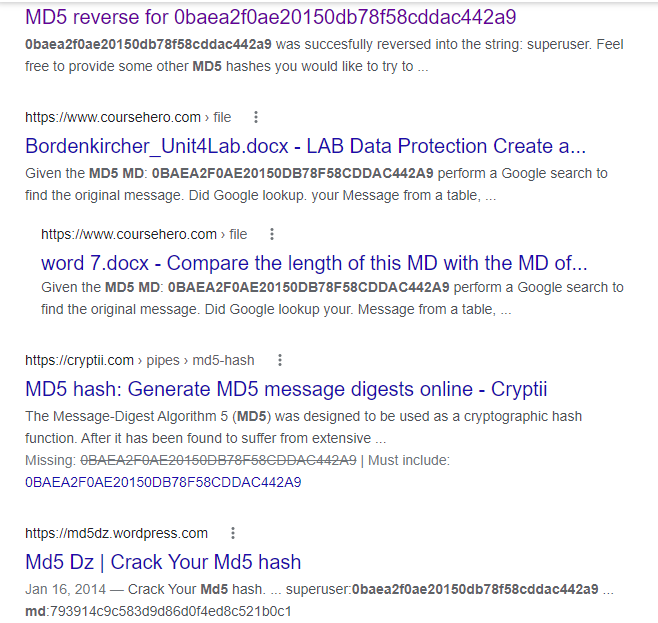 MD5 reverse for 0baea2f0ae20150db78f58cddac442a9
0baea2f0ae20150db78f58cddac442a9 was succesfully reversed into the string: superuser. Feel
free to provide some other MD5 hashes you would like to try to ...
https://www.coursehero.com › file
Bordenkircher_Unit4Lab.docx - LAB Data Protection Create a...
Given the MD5 MD: 0BAEA2F0AE20150DB78F58CDDAC442A9 perform a Google search to
find the original message. Did Google lookup. your Message from a table, ...
https://www.coursehero.com › file
word 7.docx - Compare the length of this MD with the MD of...
Given the MD5 MD: 0BAEA2F0AE20150DB78F58CDDAC442A9 perform a Google search to
find the original message. Did Google lookup your. Message from a table, ...
https://cryptii.com › pipes › md5-hash
MD5 hash: Generate MD5 message digests online - Cryptii
The Message-Digest Algorithm 5 (MD5) was designed to be used as a cryptographic hash
function. After it has been found to suffer from extensive ...
Missing: 0BAEA2F0AE20150DB78F58CDDAC442A9 | Must include:
0BAEA2F0AE20150DB78F58CDDAC442A9
https://md5dz.wordpress.com
Md5 Dz | Crack Your Md5 hash
Jan 16, 2014 — Crack Your Md5 hash. ... superuser:0baea2f0ae20150db78f58cddac442a9 ...
md:793914c9c583d9d86d0f4ed8c521b0c1